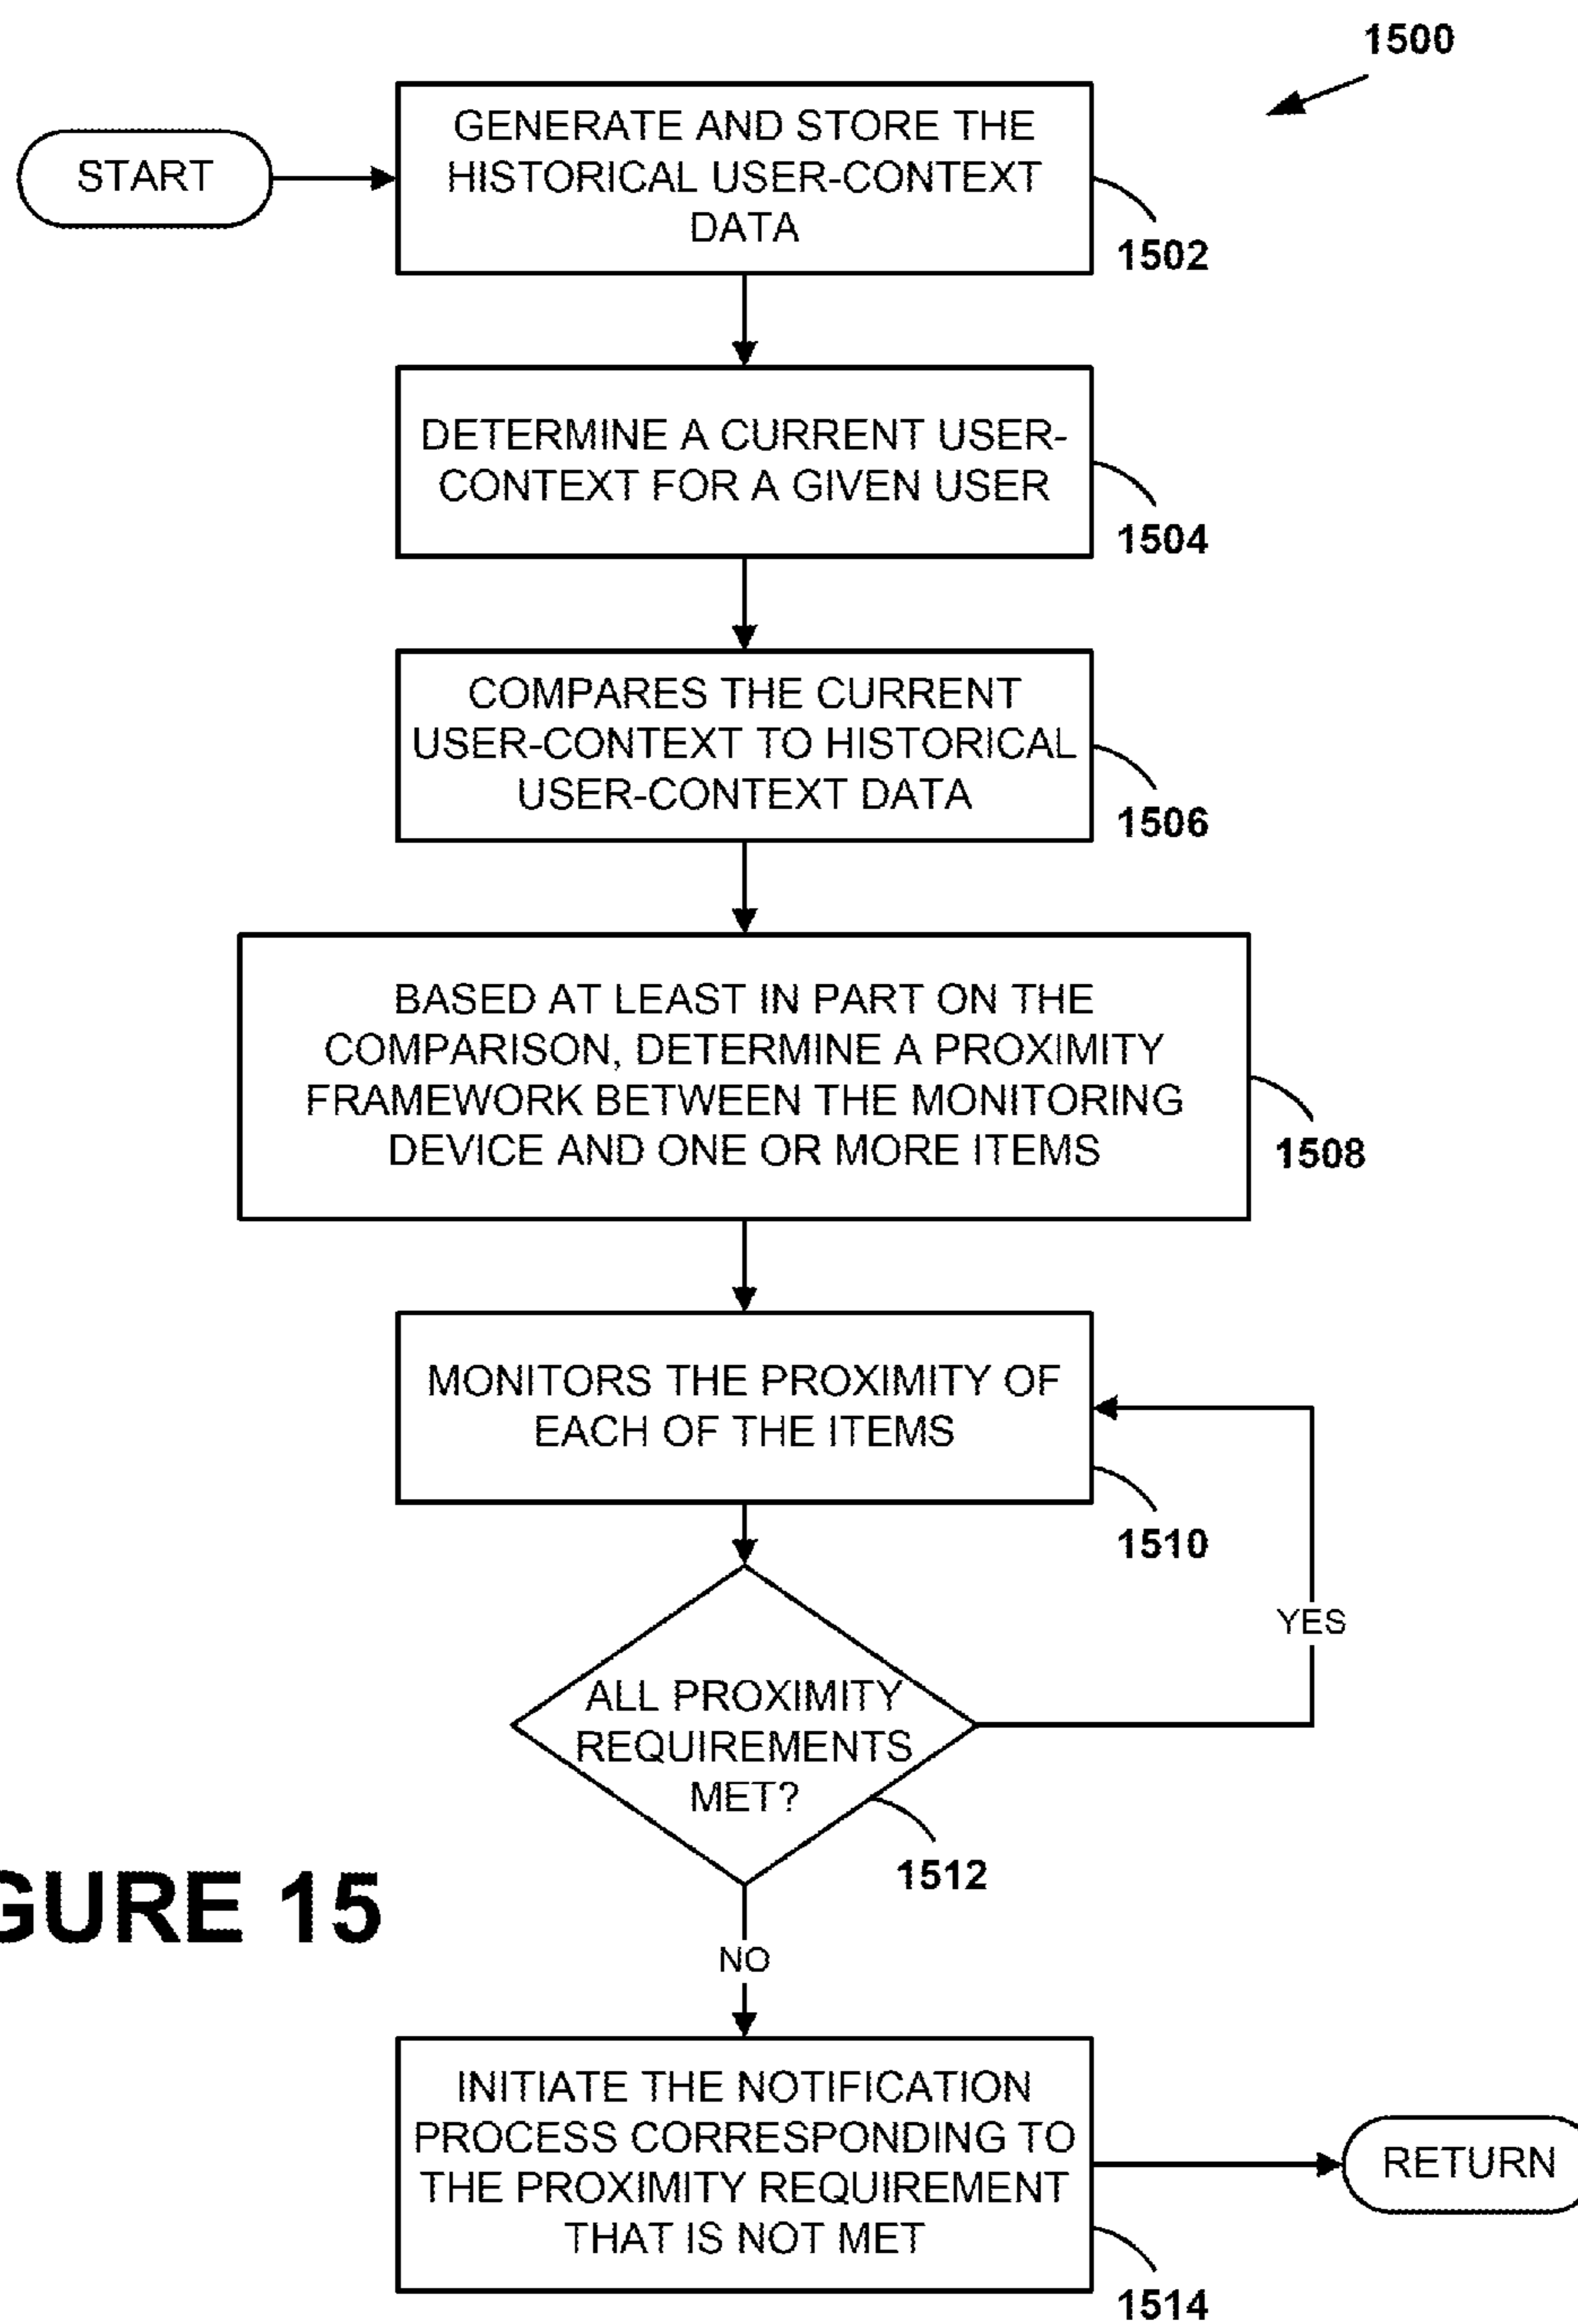 1500
START
GENERATE AND STORE THE
HISTORICAL USER-CONTEXT
DATA
1502
DETERMINE A CURRENT USER-
CONTEXT FOR A GIVEN USER
1504
COMPARES THE CURRENT
USER-CONTEXT TO HISTORICAL
USER-CONTEXT DATA
1506
BASED AT LEAST IN PART ON THE
COMPARISON, DETERMINE A PROXIMITY
FRAMEWORK BETWEEN THE MONITORING
DEVICE AND ONE OR MORE ITEMS
1508
MONITORS THE PROXIMITY OF
EACH OF THE ITEMS
1510
YES
ALL PROXIMITY
REQUIREMENTS
MET?
1512
GURE 15
NO
INITIATE THE NOTIFICATION
PROCESS CORRESPONDING TO
THE PROXIMITY REQUIREMENT
THAT IS NOT MET
RETURN
1514